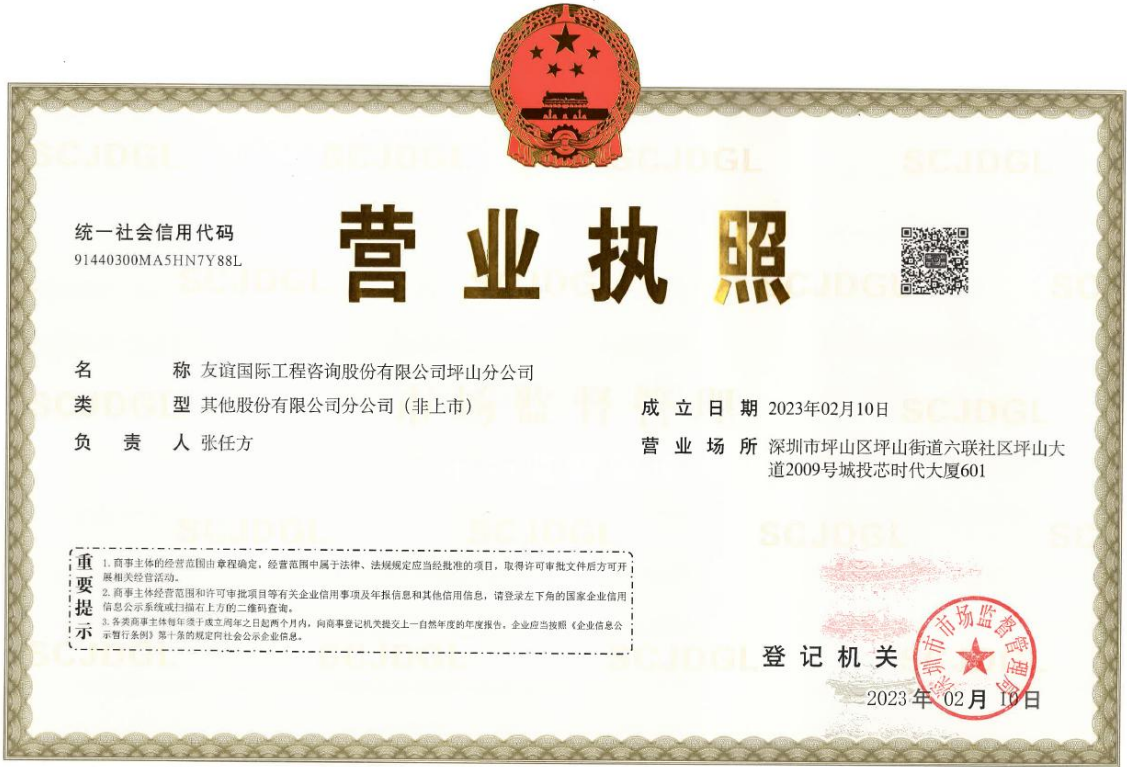 统一社会信用代码
91440300MA5HN7Y88L
营业执照
名称 友谊国际工程咨询股份有限公司坪山分公司
类型 其他股份有限公司分公司（非上市）
负责人 张任方
成立日期 2023年02月10日
营业场所 深圳市坪山区坪山街道六联社区坪山大
道2009号城投芯时代大厦601
重要提示
1. 商事主体的经营范围由章程确定，经营范围中属于法律、法规规定应当经批准的项目，取得许可审批文件后方可开
展相关经营活动。
2. 商事主体经营范围和许可审批项目等有关企业信用事项及年报信息和其他信用信息，请登录左下角的国家企业信用
信息公示系统或扫描右上方的二维码查询。
3. 各类商事主体每年须于成立周年之日起两个月内，向商事登记机关提交上一自然年度的年度报告。企业应当按照《企业信息公
示暂行条例》第十条的规定向社会公示企业信息。
登记机关
深圳市市场监督管理局
2023年02月10日
SCJDGL